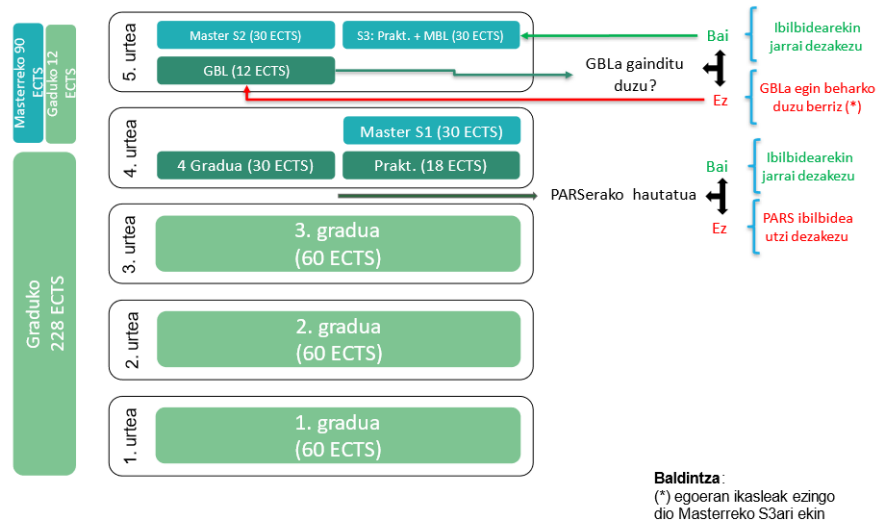 Masterreko 90
ECTS
Gaduko 12
ECTS
Graduko
228 ECTS
5. urtea
Master S2 (30 ECTS)
S3: Prakt. + MBL (30 ECTS)
GBL (12 ECTS)
GBLa gainditu
duzu?
Bai
Ez
Ibilbidearekin
jarrai dezakezu
GBLa egin beharko
duzu berriz (*)
4. urtea
Master S1 (30 ECTS)
4 Gradua (30 ECTS)
Prakt. (18 ECTS)
PARSerako hautatua
Bai
Ez
Ibilbidearekin
jarrai dezakezu
PARS ibilbidea
utzi dezakezu
3. urtea
3. gradua
(60 ECTS)
2. urtea
2. gradua
(60 ECTS)
1. urtea
1. gradua
(60 ECTS)
Baldintza:
(*) egoeran ikasleak ezingo
dio Masterreko S3ari ekin